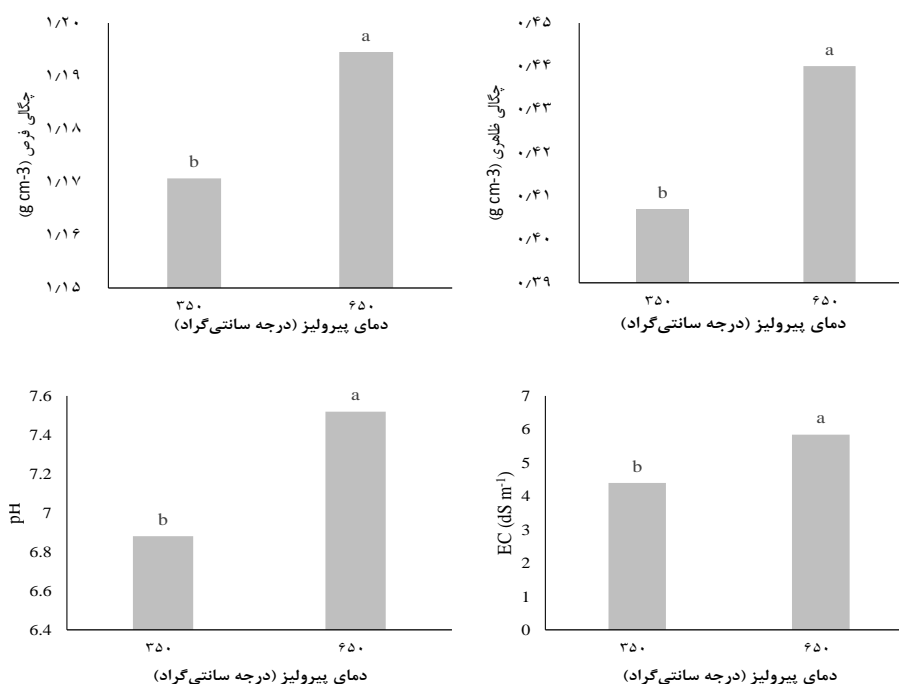 ۱٫۲۰
۱٫۱۹
۱٫۱۸
۱٫۱۷
۱٫۱۶
۱٫۱۵
چگالی فرص (g cm-3)
b
a
۳۵۰
۶۵۰
دمای پیرولیز (درجه سانتی‌گراد)
۰٫۴۵
۰٫۴۴
۰٫۴۳
۰٫۴۲
۰٫۴۱
۰٫۴۰
۰٫۳۹
چگالی ظاهری (g cm-3)
b
a
۳۵۰
۶۵۰
دمای پیرولیز (درجه سانتی‌گراد)
7.6
7.4
7.2
7
6.8
6.6
6.4
pH
b
a
۳۵۰
۶۵۰
دمای پیرولیز (درجه سانتی‌گراد)
7
6
5
4
3
2
1
0
EC (dS m-1)
b
a
۳۵۰
۶۵۰
دمای پیرولیز (درجه سانتی‌گراد)